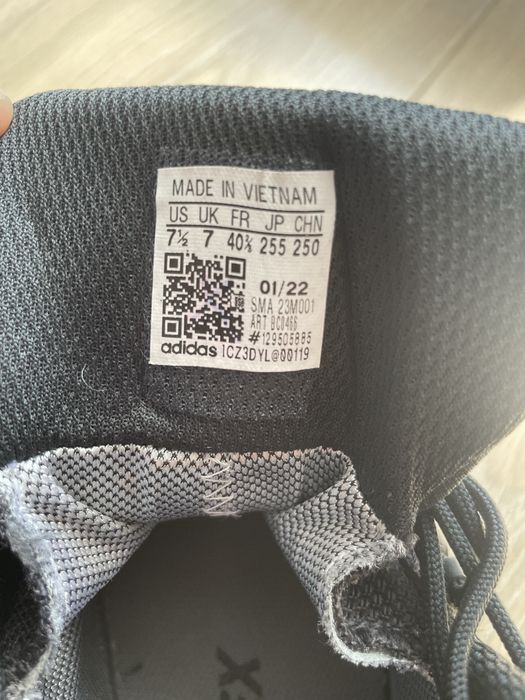 MADE IN VIETNAM
US UK FR JP CHN
7½ 7 40⅔ 255 250
01/22
SMA 23M001
ART BC0466
#129505885
adidas 1CZ3DYL@00119